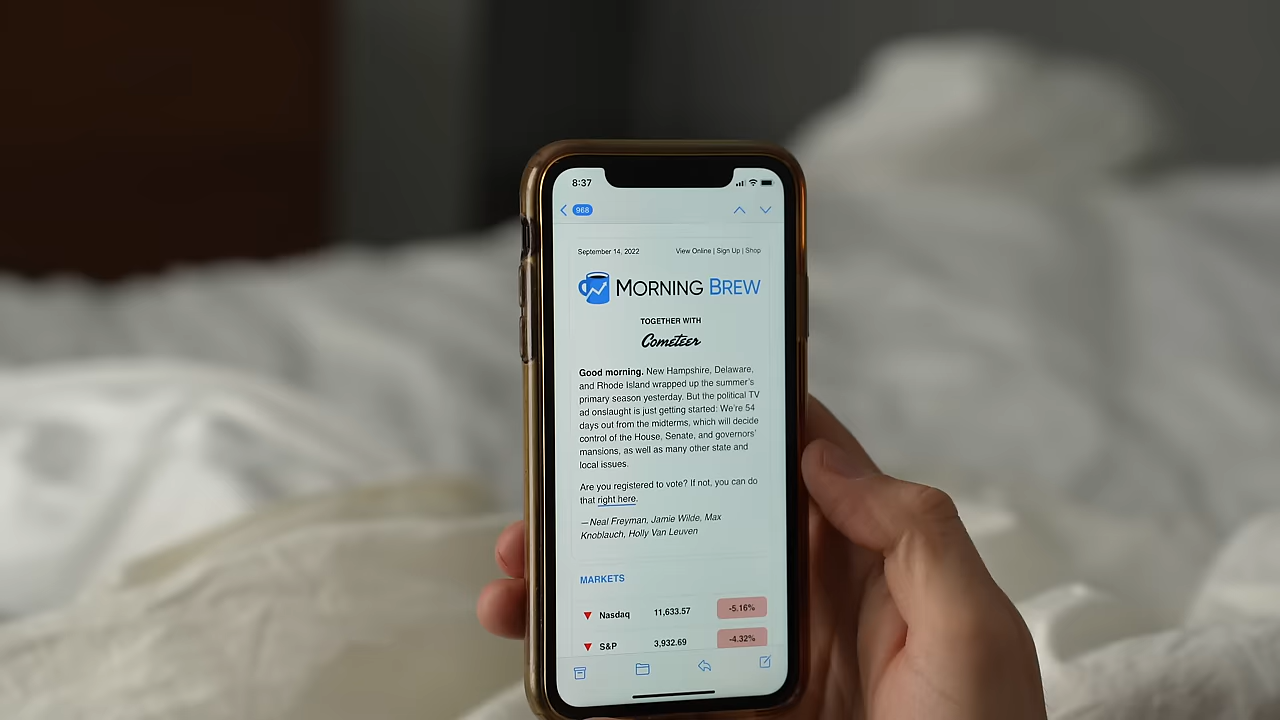 8:37
968
September 14, 2022 View Online | Sign Up | Shop
MORNING BREW
TOGETHER WITH
Cometeer
Good morning. New Hampshire, Delaware,
and Rhode Island wrapped up the summer's
primary season yesterday. But the political TV
ad onslaught is just getting started: We're 54
days out from the midterms, which will decide
control of the House, Senate, and governors'
mansions, as well as many other state and
local issues.
Are you registered to vote? If not, you can do
that right here.
—Neal Freyman, Jamie Wilde, Max
Knoblauch, Holly Van Leuven
MARKETS
Nasdaq 11,633.57 -5.16%
S&P 3,932.69 -4.32%